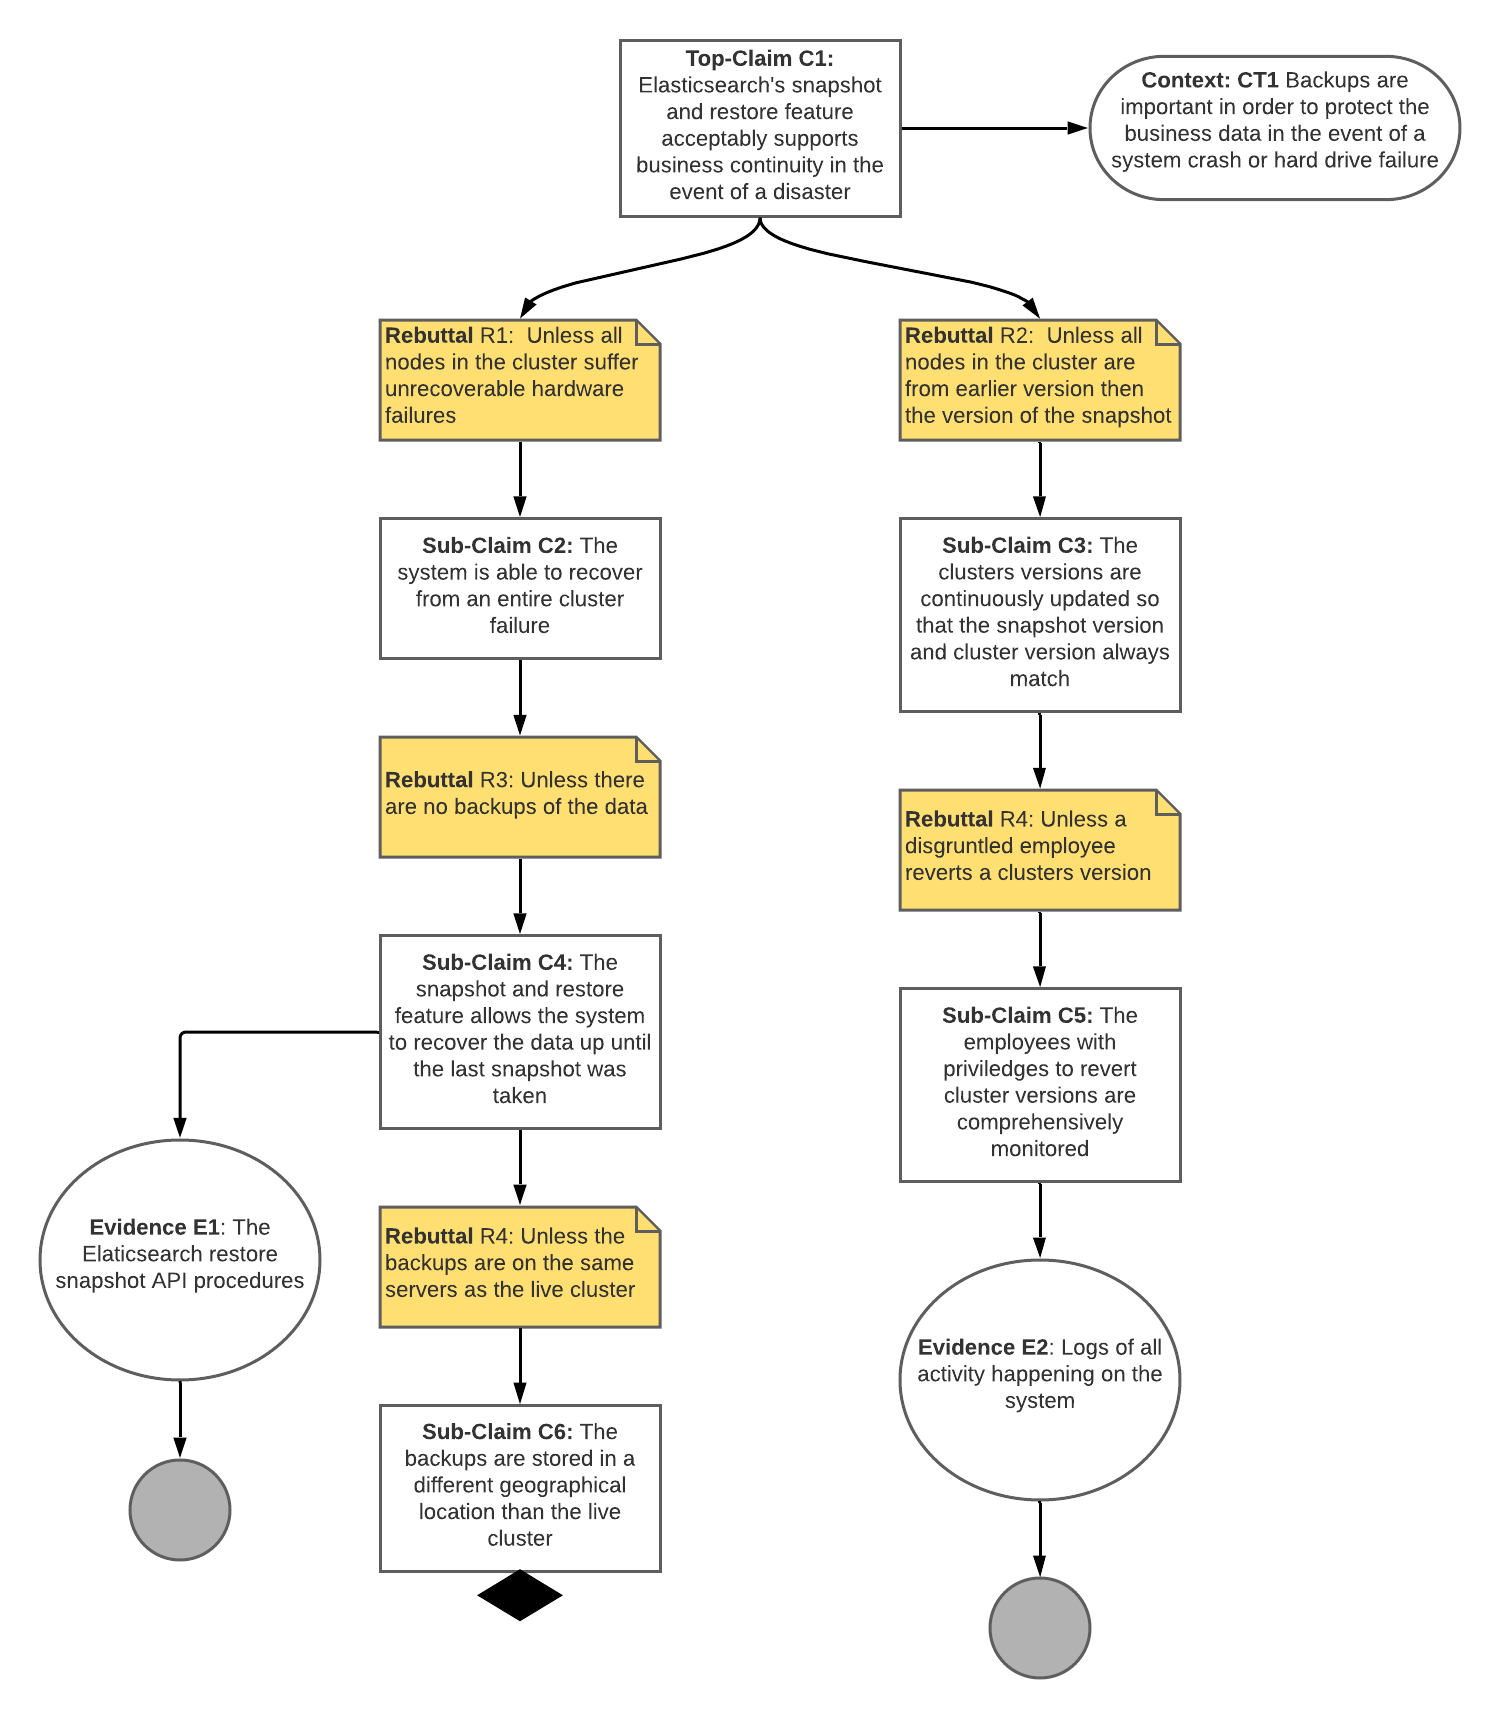 Top-Claim C1:
Elasticsearch's snapshot
and restore feature
acceptably supports
business continuity in the
event of a disaster
Context: CT1 Backups are
important in order to protect the
business data in the event of a
system crash or hard drive failure
Rebuttal R1:  Unless all
nodes in the cluster suffer
unrecoverable hardware
failures
Rebuttal R2:  Unless all
nodes in the cluster are
from earlier version then
the version of the snapshot
Sub-Claim C2: The
system is able to recover
from an entire cluster
failure
Sub-Claim C3: The
clusters versions are
continuously updated so
that the snapshot version
and cluster version always
match
Rebuttal R3: Unless there
are no backups of the data
Rebuttal R4: Unless a
disgruntled employee
reverts a clusters version
Sub-Claim C4: The
snapshot and restore
feature allows the system
to recover the data up until
the last snapshot was
taken
Sub-Claim C5: The
employees with
priviledges to revert
cluster versions are
comprehensively
monitored
Evidence E1: The
Elaticsearch restore
snapshot API procedures
Rebuttal R4: Unless the
backups are on the same
servers as the live cluster
Evidence E2: Logs of all
activity happening on the
system
Sub-Claim C6: The
backups are stored in a
different geographical
location than the live
cluster